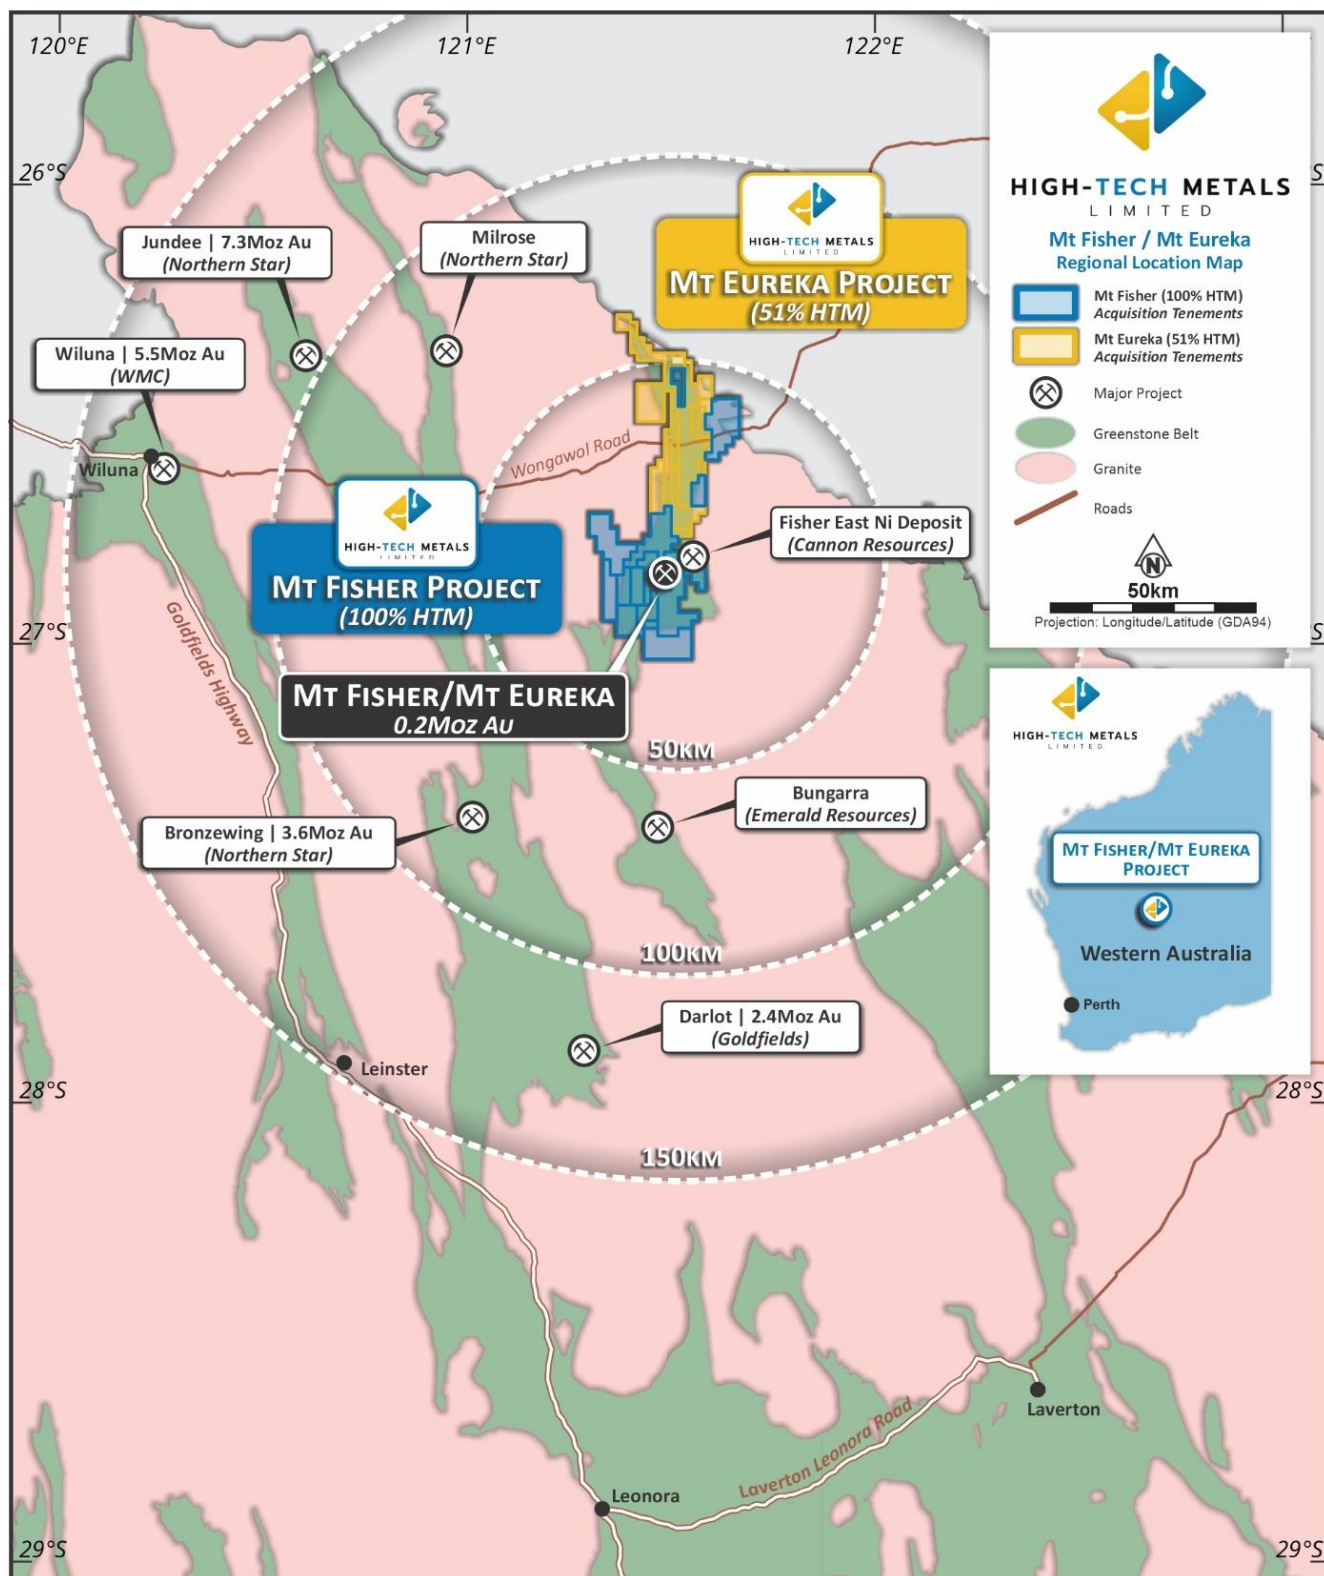 120°E
121°E
122°E
26°S
S
27°S
S
28°S
28°S
29°S
29°S
HIGH-TECH METALS
LIMITED
Mt Fisher / Mt Eureka
Regional Location Map
Mt Fisher (100% HTM)
Acquisition Tenements
Mt Eureka (51% HTM)
Acquisition Tenements
Major Project
Greenstone Belt
Granite
Roads
N
50km
Projection: Longitude/Latitude (GDA94)
HIGH-TECH METALS
LIMITED
MT FISHER/MT EUREKA
PROJECT
Western Australia
Perth
Jundee | 7.3Moz Au
(Northern Star)
Milrose
(Northern Star)
HIGH-TECH METALS
LIMITED
MT EUREKA PROJECT
(51% HTM)
Wiluna | 5.5Moz Au
(WMC)
Wiluna
Wongawol Road
HIGH-TECH METALS
LIMITED
MT FISHER PROJECT
(100% HTM)
Fisher East Ni Deposit
(Cannon Resources)
Goldfields Highway
MT FISHER/MT EUREKA
0.2MOZ AU
50KM
Bronzewing | 3.6Moz Au
(Northern Star)
Bungarra
(Emerald Resources)
100KM
Darlot | 2.4Moz Au
(Goldfields)
Leinster
150KM
Laverton
Laverton Leonora Road
Leonora